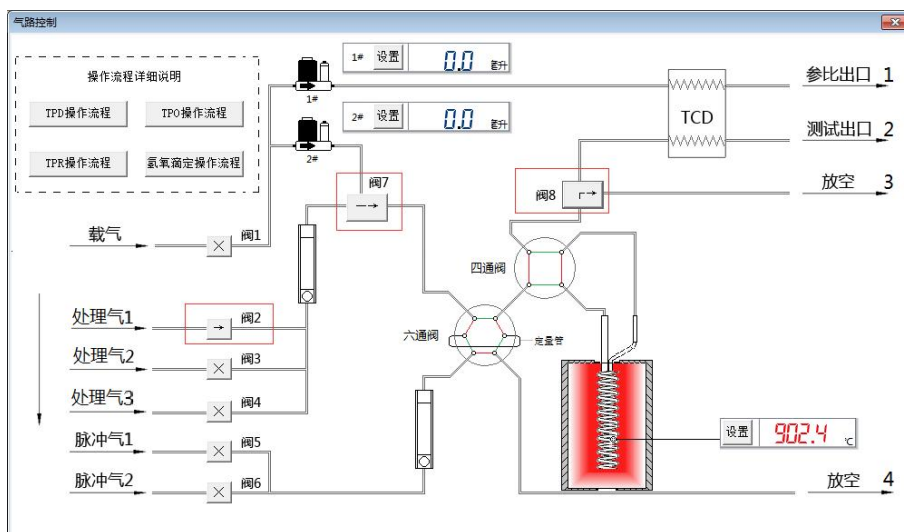 气路控制
操作流程详细说明
TPD操作流程
TPO操作流程
TPR操作流程
氢氧滴定操作流程
1# 设置 0.0 毫升
1#
2# 设置 0.0 毫升
2#
TCD
参比出口 1
测试出口 2
放空 3
阀7
阀8
载气
阀1
四通阀
处理气1
阀2
六通阀
定量管
处理气2
阀3
处理气3
阀4
脉冲气1
阀5
设置 902.4 ℃
脉冲气2
阀6
放空 4